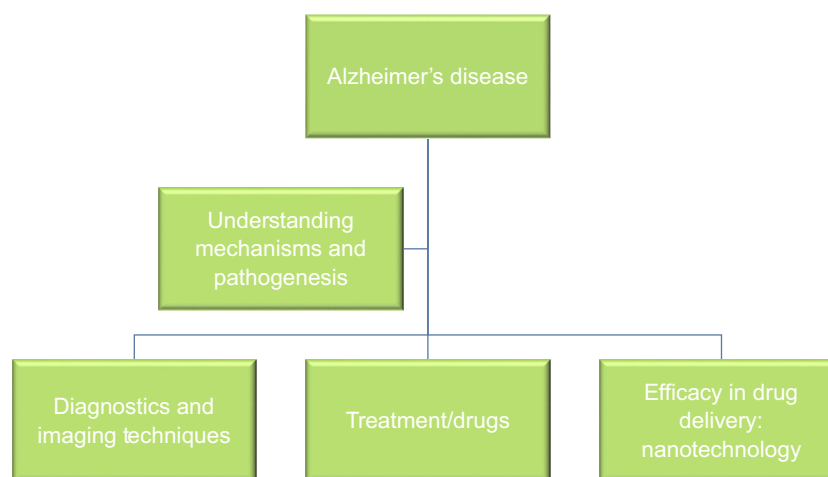 Alzheimer’s disease
Understanding
mechanisms and
pathogenesis
Diagnostics and
imaging techniques
Treatment/drugs
Efficacy in drug
delivery:
nanotechnology